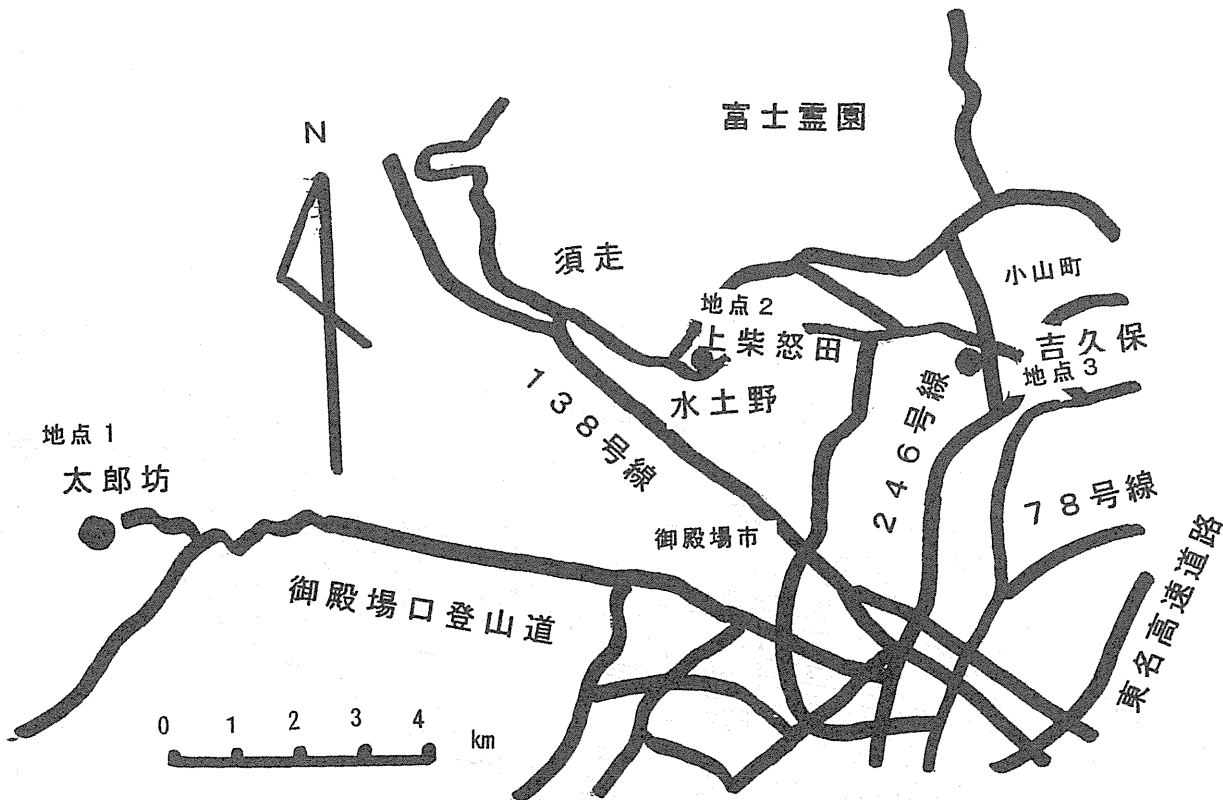 富士霊園
N
須走
小山町
地点2
上柴怒田
吉久保
地点3
水土野
138号線
246号線
地点1
太郎坊
78号線
御殿場市
御殿場口登山道
東名高速道路
0 1 2 3 4 km